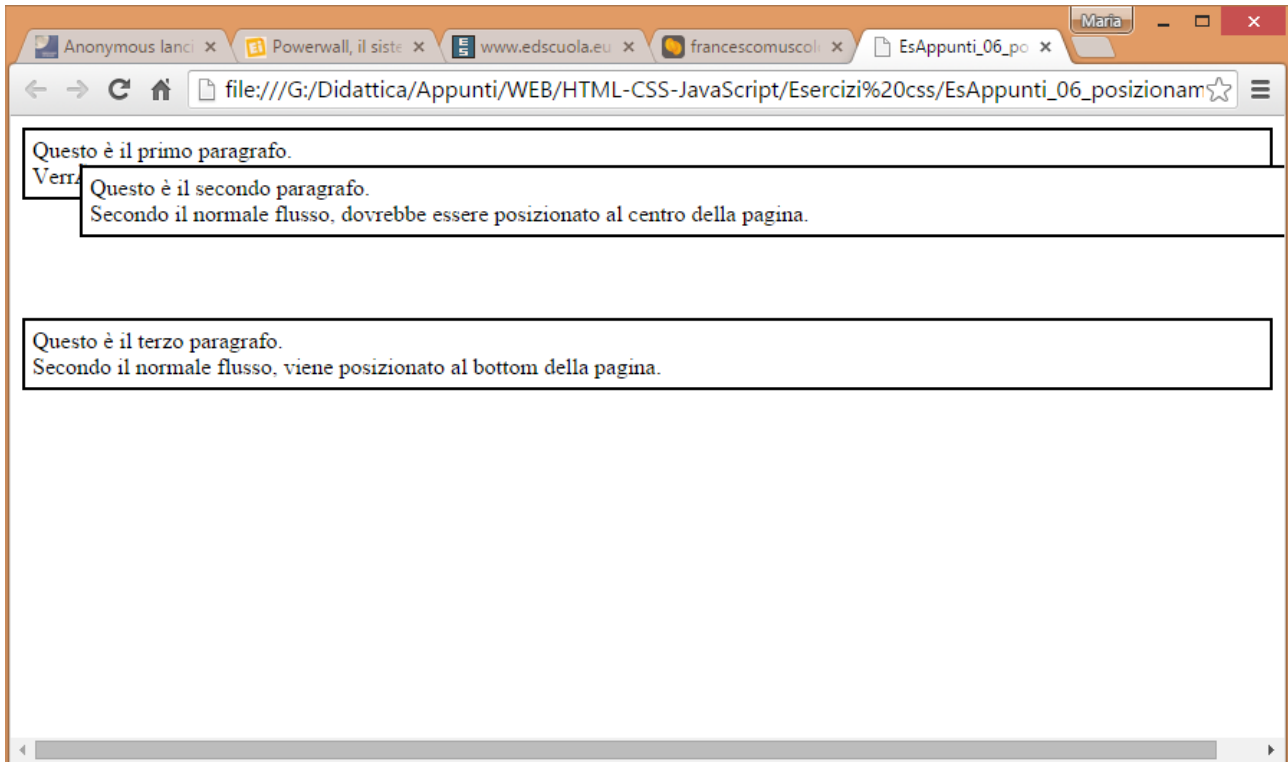 Maria
Anonymous lanci
Powerwall, il siste
www.edscuola.eu
francescomuscol
EsAppunti_06_po
file:///G:/Didattica/Appunti/WEB/HTML-CSS-JavaScript/Esercizi%20css/EsAppunti_06_posizionam
Questo è il primo paragrafo.
Questo è il secondo paragrafo.
Secondo il normale flusso, dovrebbe essere posizionato al centro della pagina.
Questo è il terzo paragrafo.
Secondo il normale flusso, viene posizionato al bottom della pagina.